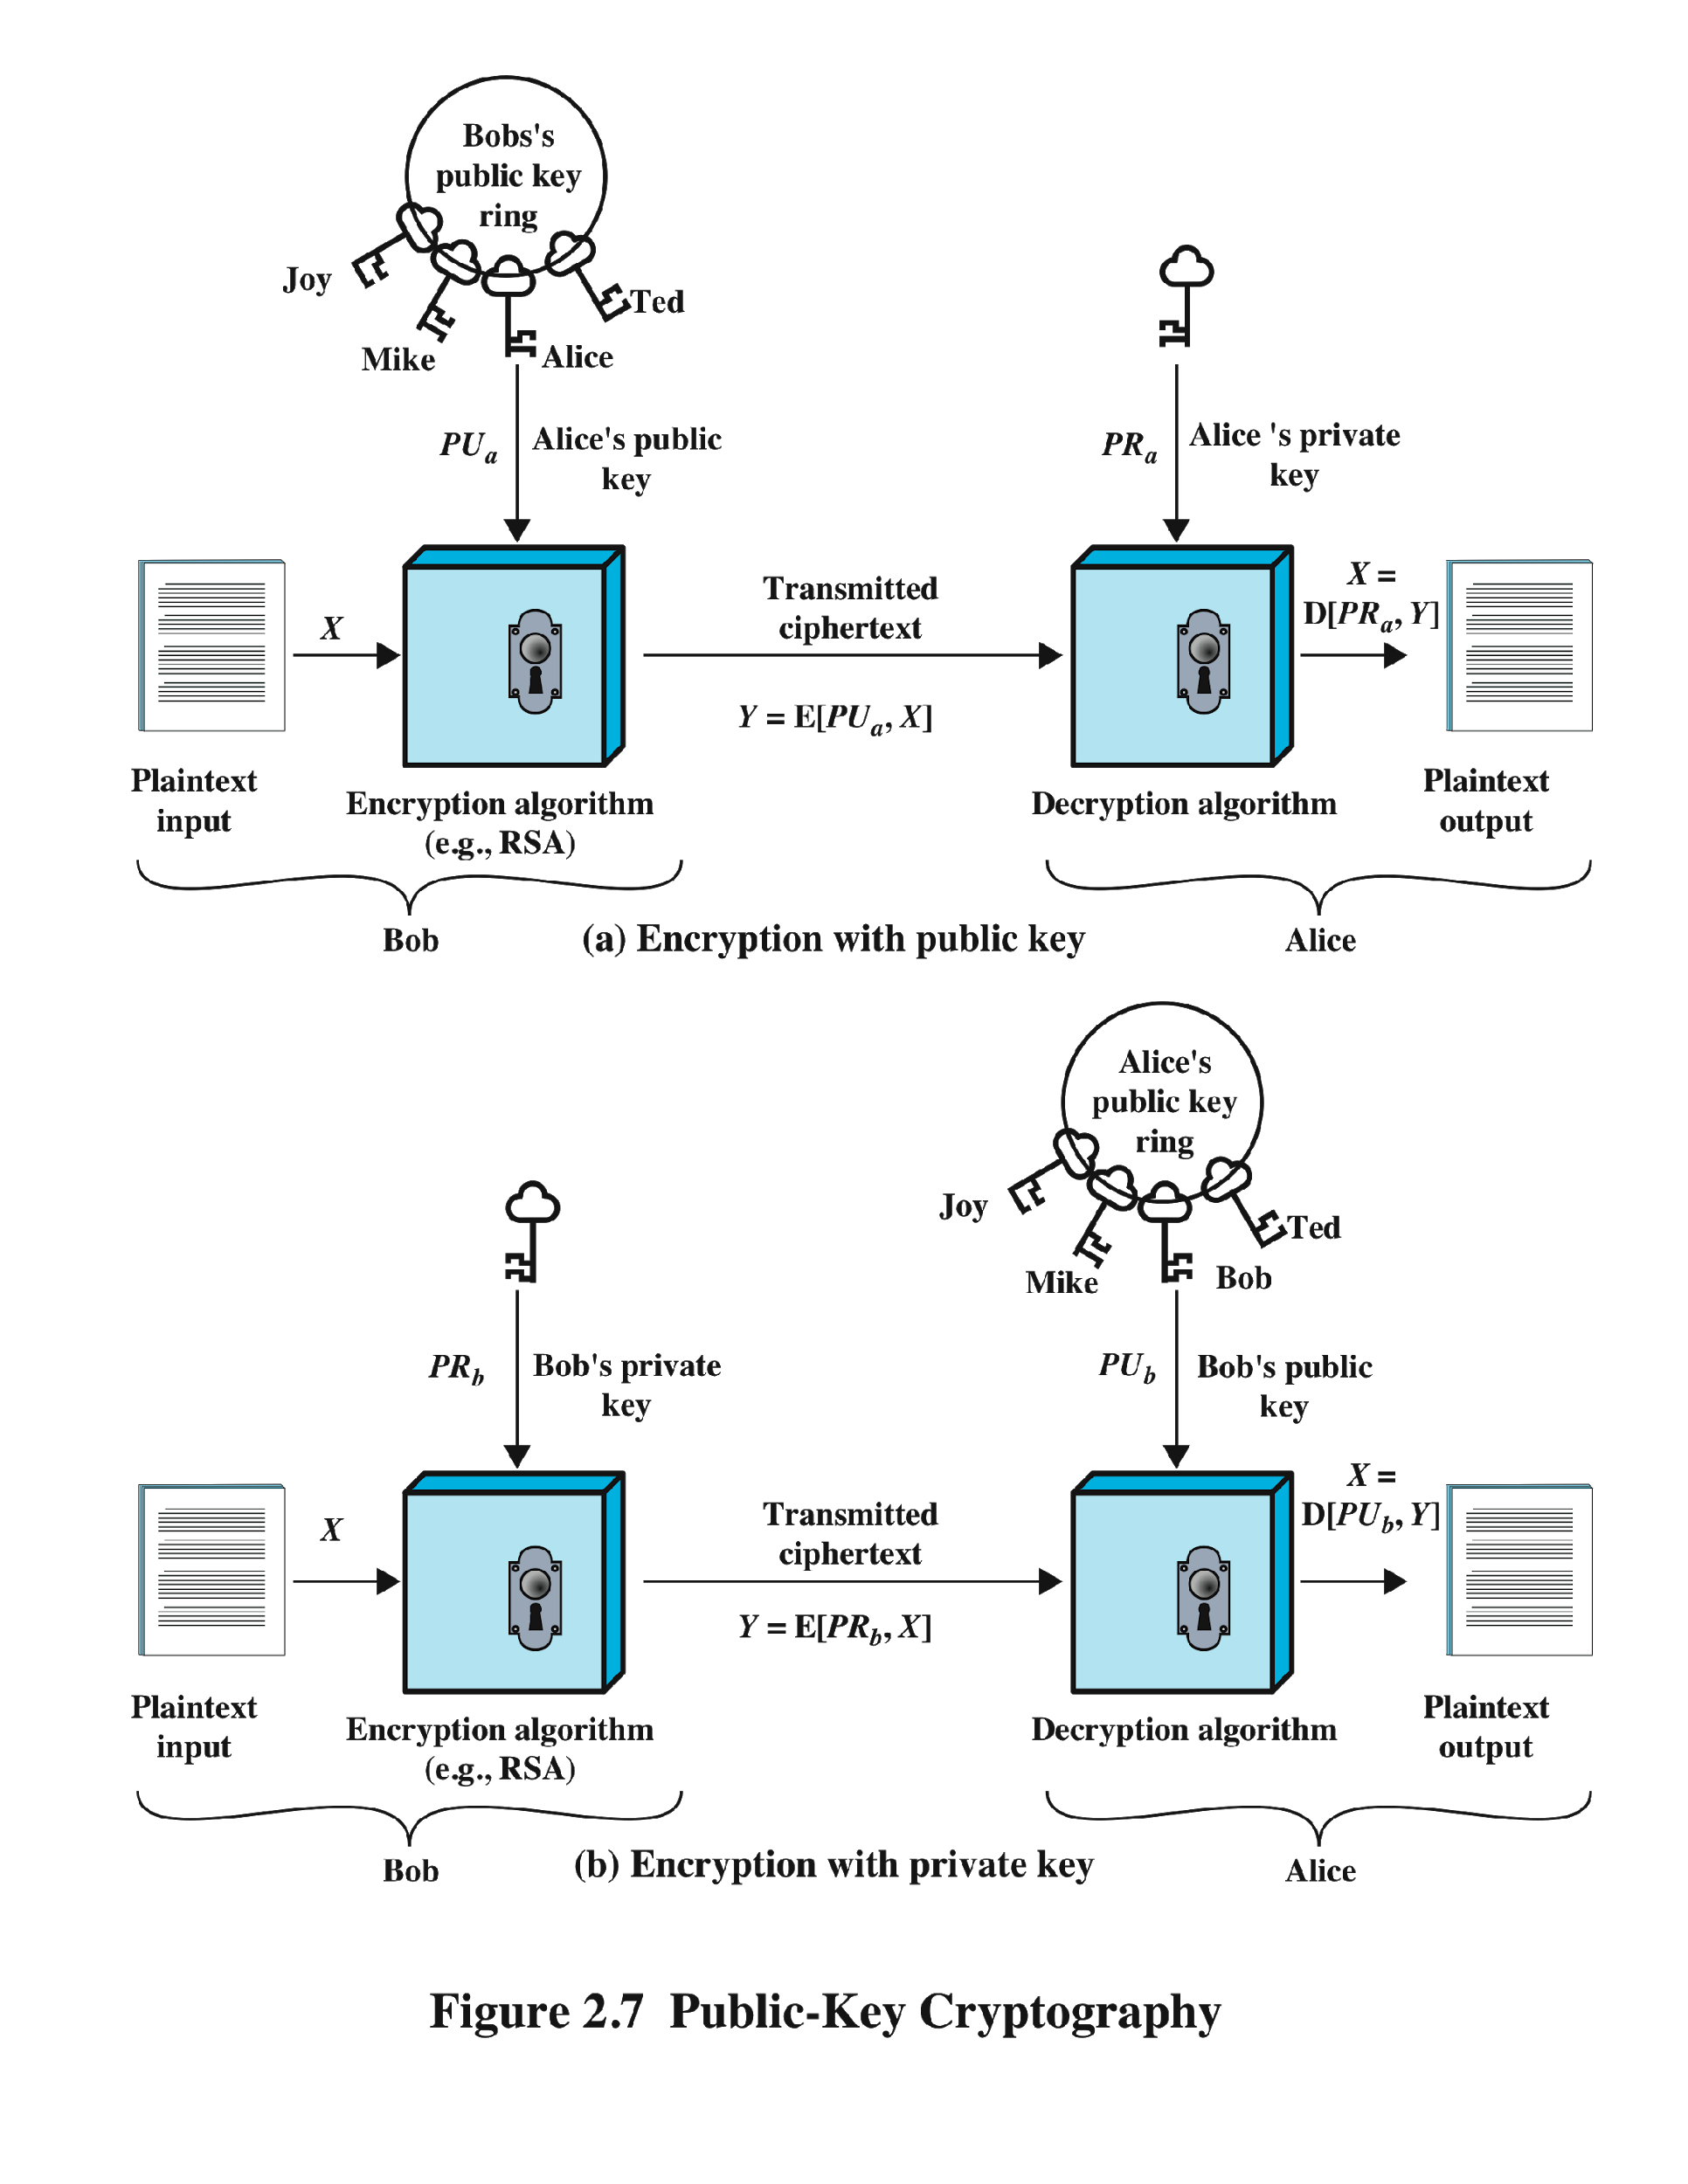 Bobs's
public key
ring
Joy
Ted
Mike
Alice
PUa
Alice's public
key
PRa
Alice 's private
key
X
Transmitted
ciphertext
X =
D[PRa, Y]
Y = E[PUa, X]
Plaintext
input
Encryption algorithm
(e.g., RSA)
Decryption algorithm
Plaintext
output
Bob
(a) Encryption with public key
Alice
Alice's
public key
ring
Joy
Ted
Mike
Bob
PRb
Bob's private
key
PUb
Bob's public
key
X
Transmitted
ciphertext
X =
D[PUb, Y]
Y = E[PRb, X]
Plaintext
input
Encryption algorithm
(e.g., RSA)
Decryption algorithm
Plaintext
output
Bob
(b) Encryption with private key
Alice
Figure 2.7 Public-Key Cryptography